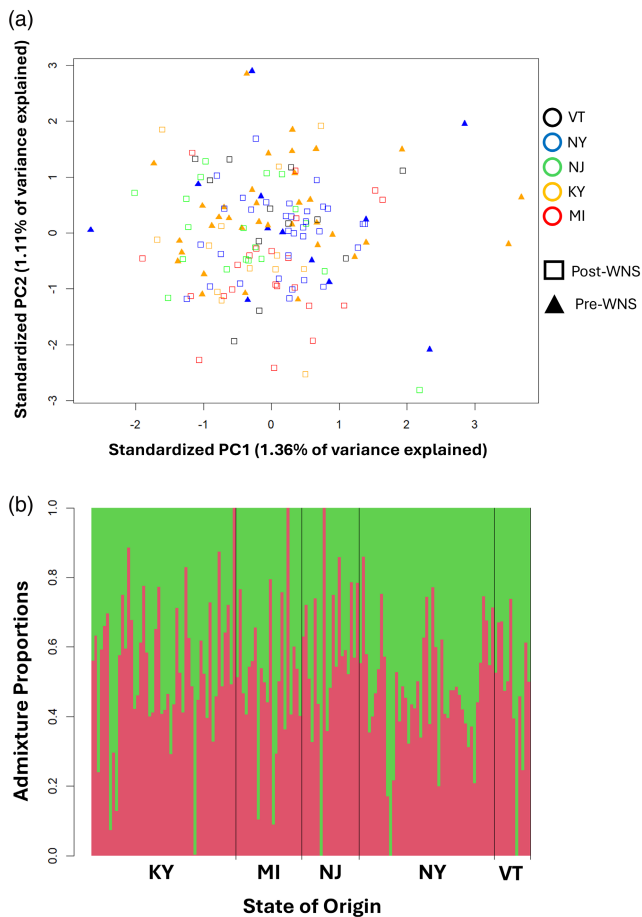 (a)
Standardized PC2 (1.11% of variance explained)
3
2
1
0
-1
-2
-3
-2
-1
0
1
2
3
Standardized PC1 (1.36% of variance explained)
VT
NY
NJ
KY
MI
Post-WNS
Pre-WNS
(b)
Admixture Proportions
1.0
0.8
0.6
0.4
0.2
0.0
KY MI NJ NY VT
State of Origin